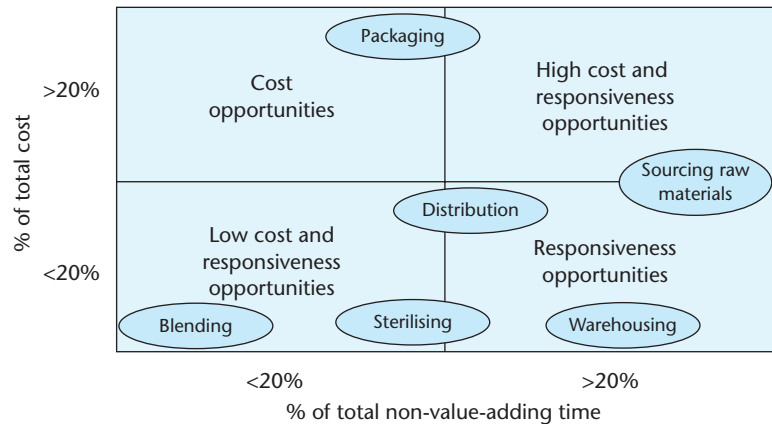 Packaging
Cost
opportunities
High cost and
responsiveness
opportunities
>20%
% of total cost
Sourcing raw
materials
Distribution
Low cost and
responsiveness
opportunities
Responsiveness
opportunities
<20%
Blending
Sterilising
Warehousing
<20%
>20%
% of total non-value-adding time